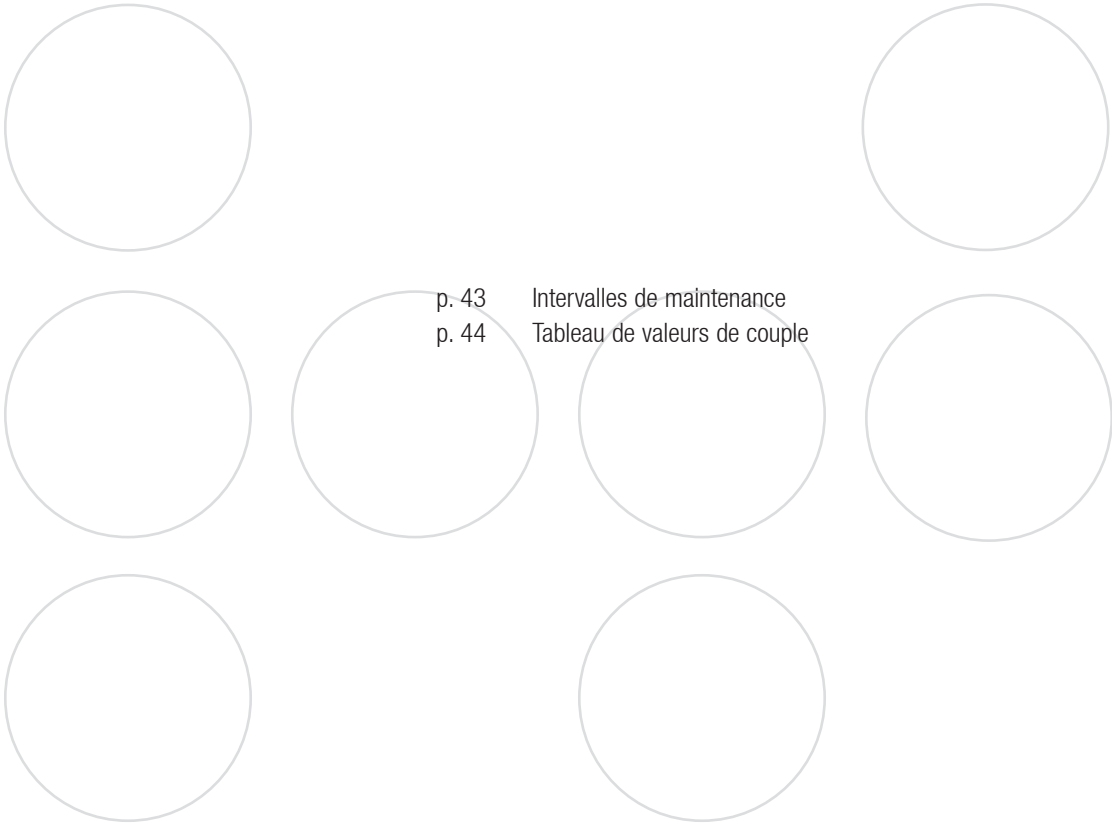 p. 43 Intervalles de maintenance
p. 44 Tableau de valeurs de couple